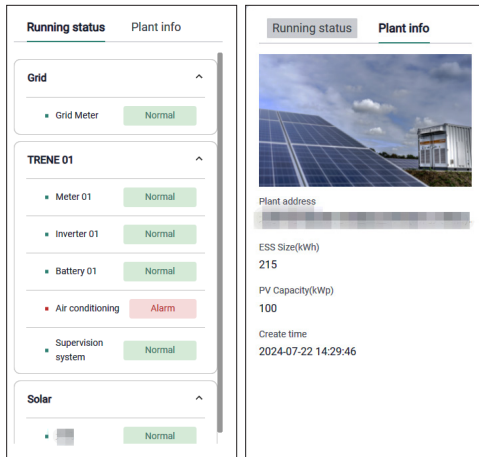 Running status Plant info
Grid
Grid Meter Normal
TRENE 01
Meter 01 Normal
Inverter 01 Normal
Battery 01 Normal
Air conditioning Alarm
Supervision
system Normal
Solar
Normal
Running status Plant info
Plant address
ESS Size(kWh)
215
PV Capacity(kWp)
100
Create time
2024-07-22 14:29:46